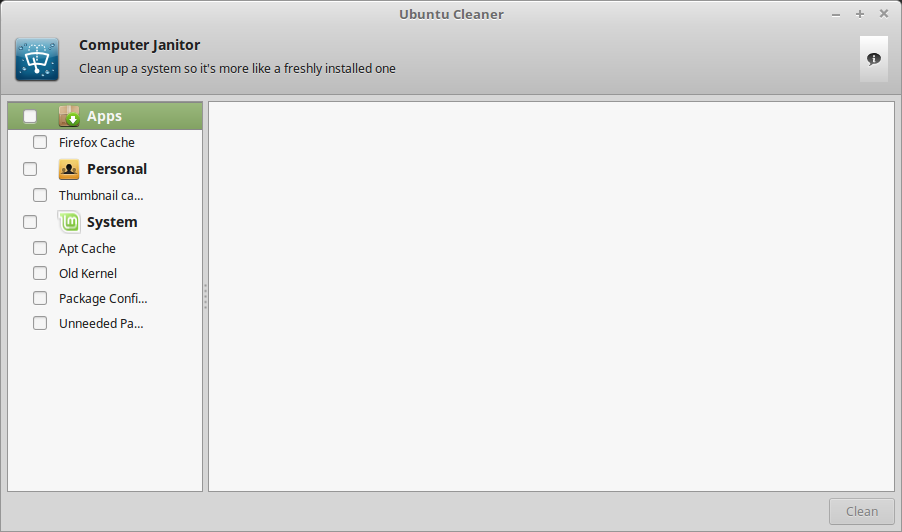 Ubuntu Cleaner
Computer Janitor
Clean up a system so it's more like a freshly installed one
Apps
Firefox Cache
Personal
Thumbnail ca...
System
Apt Cache
Old Kernel
Package Confi...
Unneeded Pa...
Clean